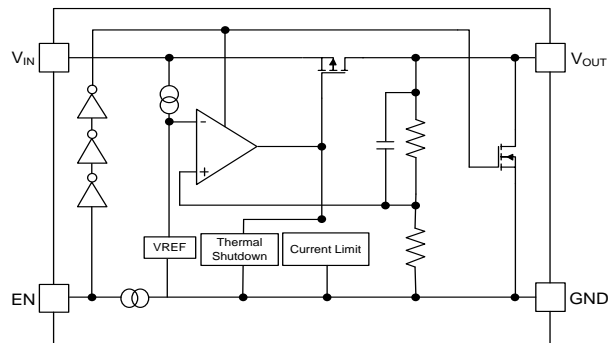 VIN
VOUT
-
+
VREF
Thermal
Shutdown
Current Limit
EN
GND